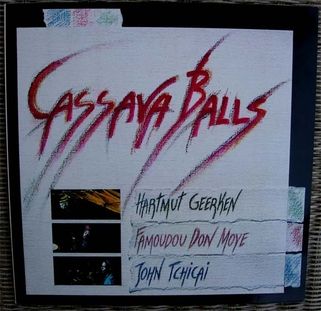 CASSAVA BALLS
HARTMUT GEERKEN
FAMOUDOU DON MOYE
JOHN TCHICAI